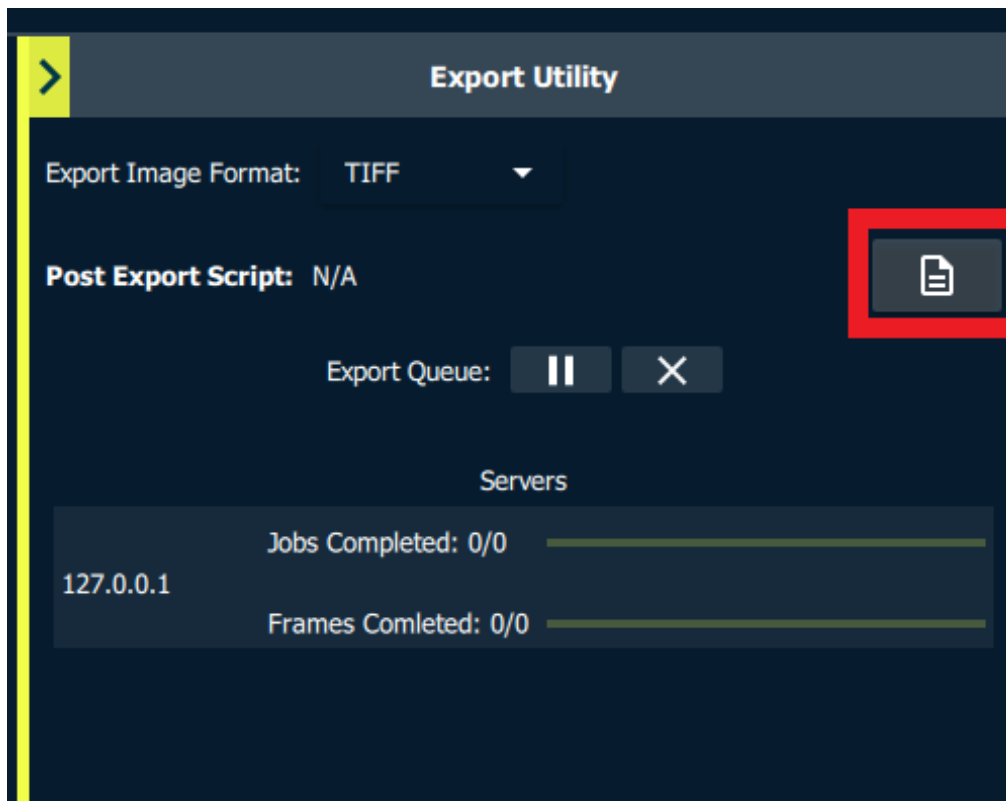 Export Utility
Export Image Format: TIFF
Post Export Script: N/A
Export Queue:
Servers
Jobs Completed: 0/0
127.0.0.1
Frames Comleted: 0/0